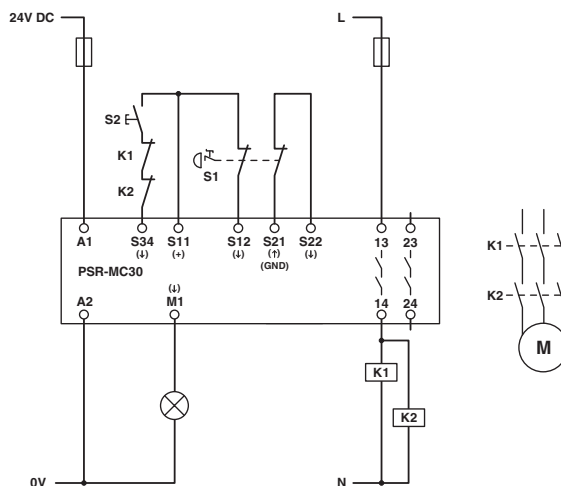 24V DC
L
S2
K1
K2
S1
A1
S34
S11
S12
S21
S22
13
23
(↓)
(+)
(↓)
(↑)
(↓)
(GND)
PSR-MC30
(↓)
A2
M1
14
24
K1
K2
M
K1
K2
0V
N